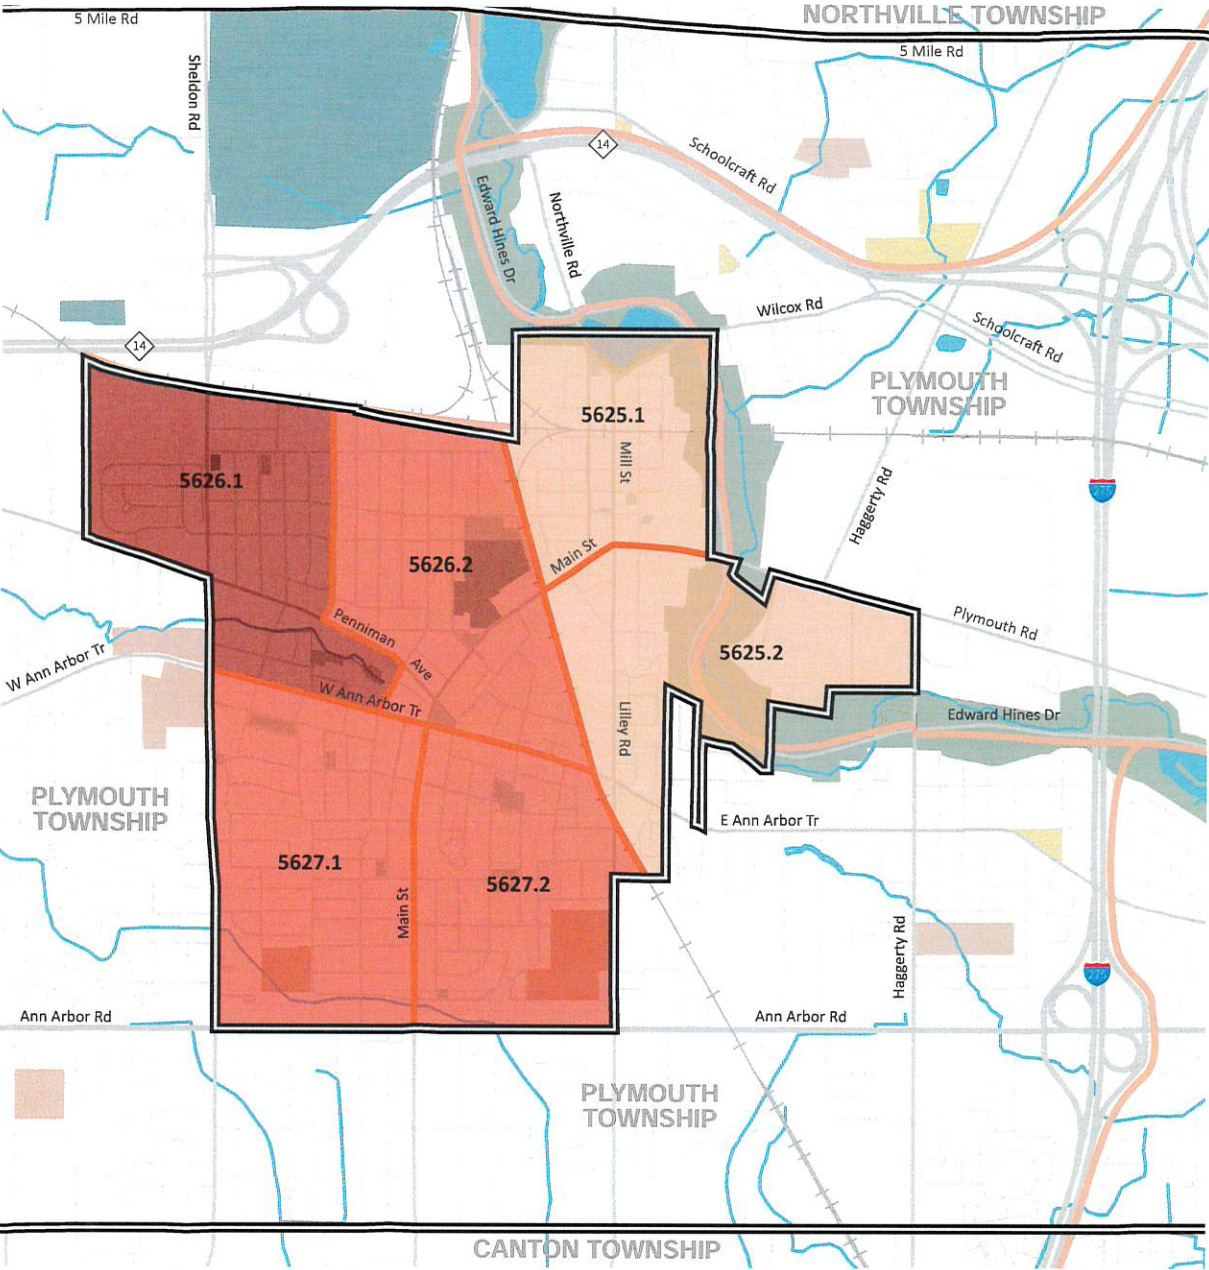 NORTHVILLE TOWNSHIP
5 Mile Rd
5 Mile Rd
Sheldon Rd
14
Schoolcraft Rd
Edward Hines Dr
Northville Rd
Wilcox Rd
Schoolcraft Rd
14
PLYMOUTH
TOWNSHIP
5625.1
Mill St
5626.1
275
Haggerty Rd
5626.2
Main St
Penniman
Ave
Plymouth Rd
5625.2
W Ann Arbor Tr
W Ann Arbor Tr
Lilley Rd
Edward Hines Dr
PLYMOUTH
TOWNSHIP
E Ann Arbor Tr
5627.1
5627.2
Main St
Haggerty Rd
275
Ann Arbor Rd
Ann Arbor Rd
PLYMOUTH
TOWNSHIP
CANTON TOWNSHIP